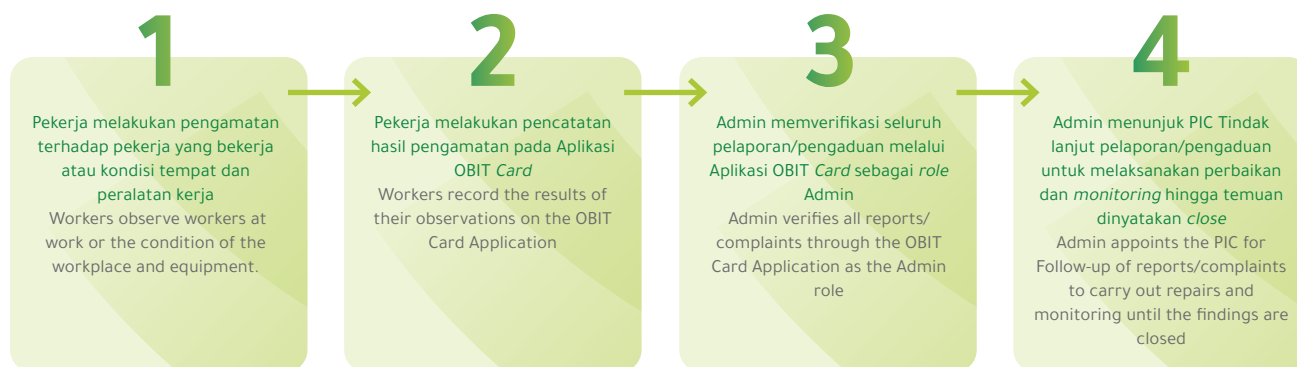 1
Pekerja melakukan pengamatan
terhadap pekerja yang bekerja
atau kondisi tempat dan
peralatan kerja
Workers observe workers at
work or the condition of the
workplace and equipment.
2
Pekerja melakukan pencatatan
hasil pengamatan pada Aplikasi
OBIT Card
Workers record the results of
their observations on the OBIT
Card Application
3
Admin memverifikasi seluruh
pelaporan/pengaduan melalui
Aplikasi OBIT Card sebagai role
Admin
Admin verifies all reports/
complaints through the OBIT
Card Application as the Admin
role
4
Admin menunjuk PIC Tindak
lanjut pelaporan/pengaduan
untuk melaksanakan perbaikan
dan monitoring hingga temuan
dinyatakan close
Admin appoints the PIC for
Follow-up of reports/complaints
to carry out repairs and
monitoring until the findings are
closed